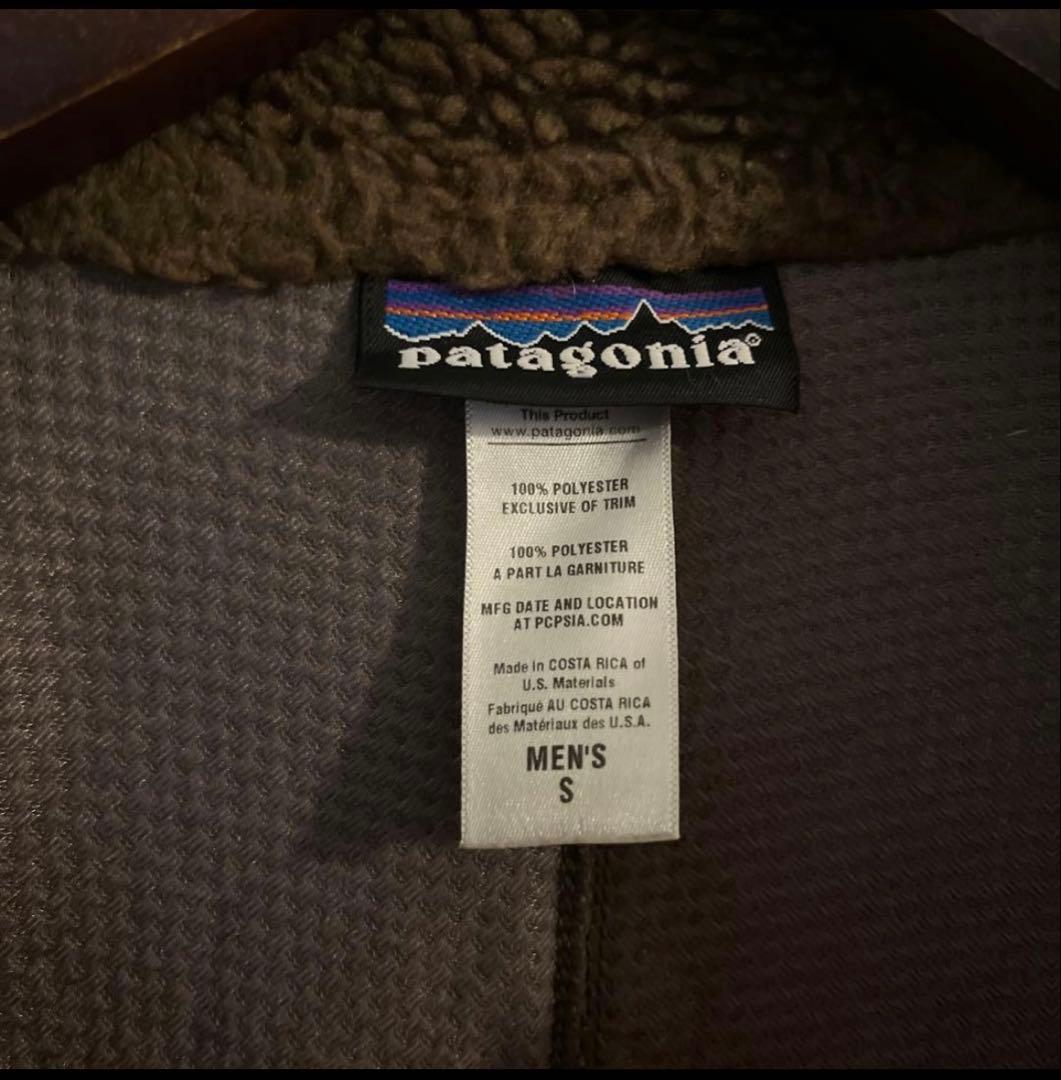 patagonia®
This Product
www.patagonia.com
100% POLYESTER
EXCLUSIVE OF TRIM
100% POLYESTER
A PART LA GARNITURE
MFG DATE AND LOCATION
AT PCPSIA.COM
Made in COSTA RICA of
U.S. Materials
Fabriqué AU COSTA RICA
des Matériaux des U.S.A.
MEN'S
S